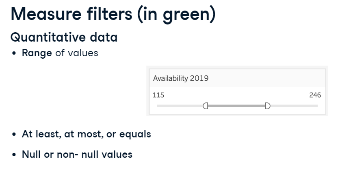 Measure filters (in green)
Quantitative data
• Range of values
Availability 2019
115 246
• At least, at most, or equals
• Null or non- null values